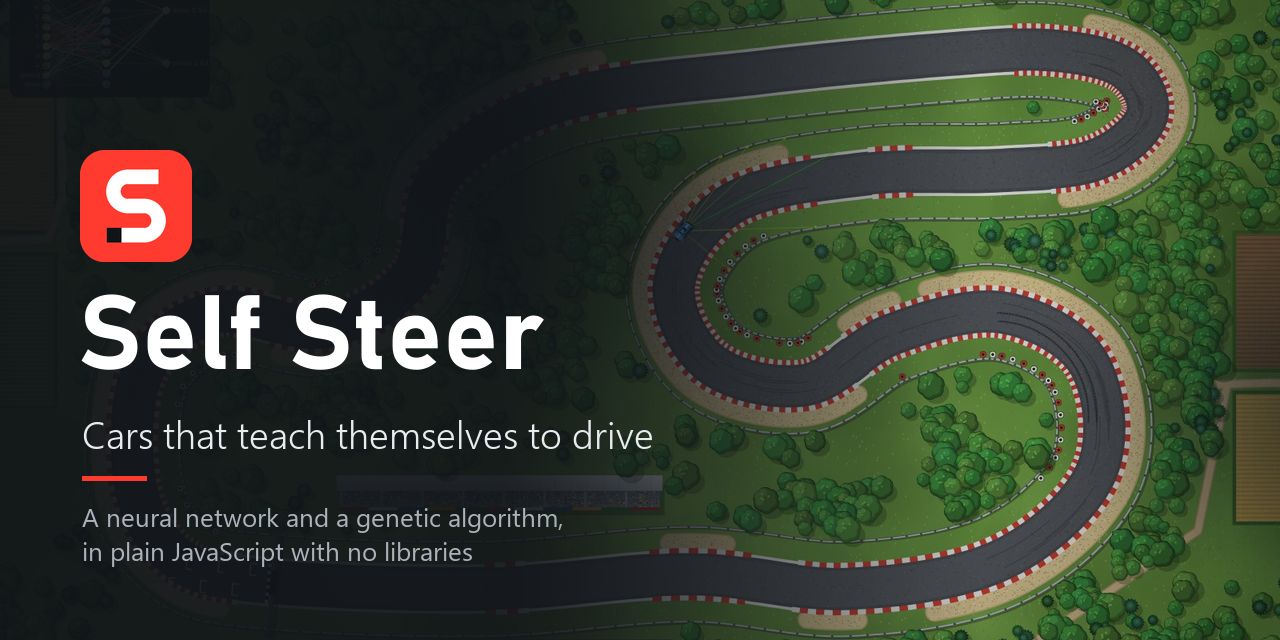 S
Self Steer
Cars that teach themselves to drive
A neural network and a genetic algorithm,
in plain JavaScript with no libraries